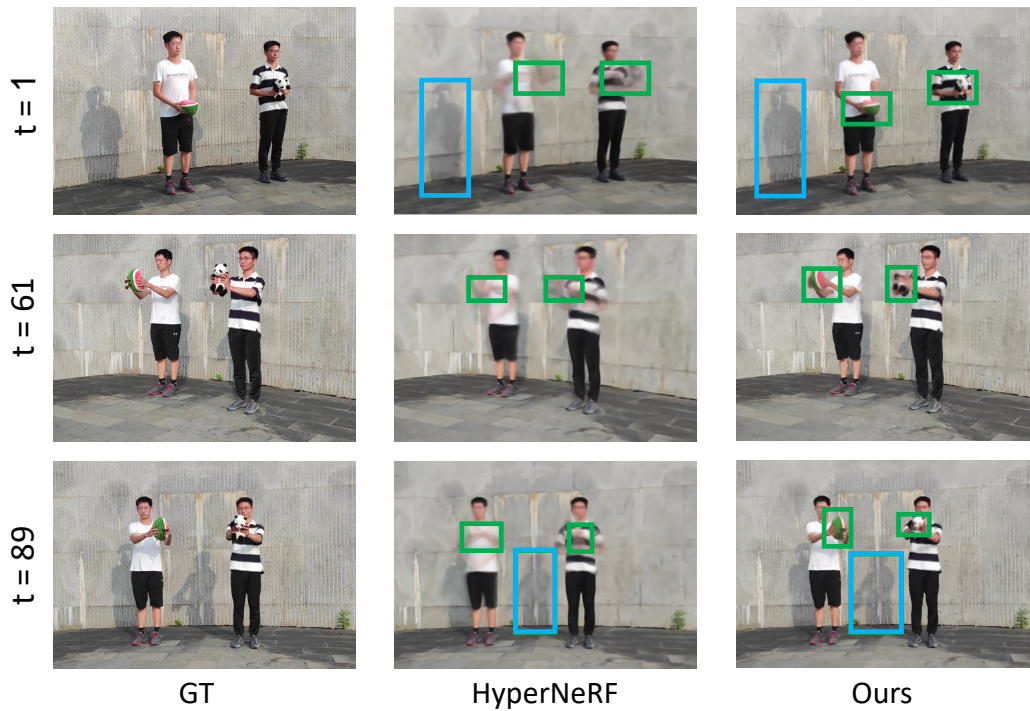 t = 1
t = 61
t = 89
GT
HyperNeRF
Ours